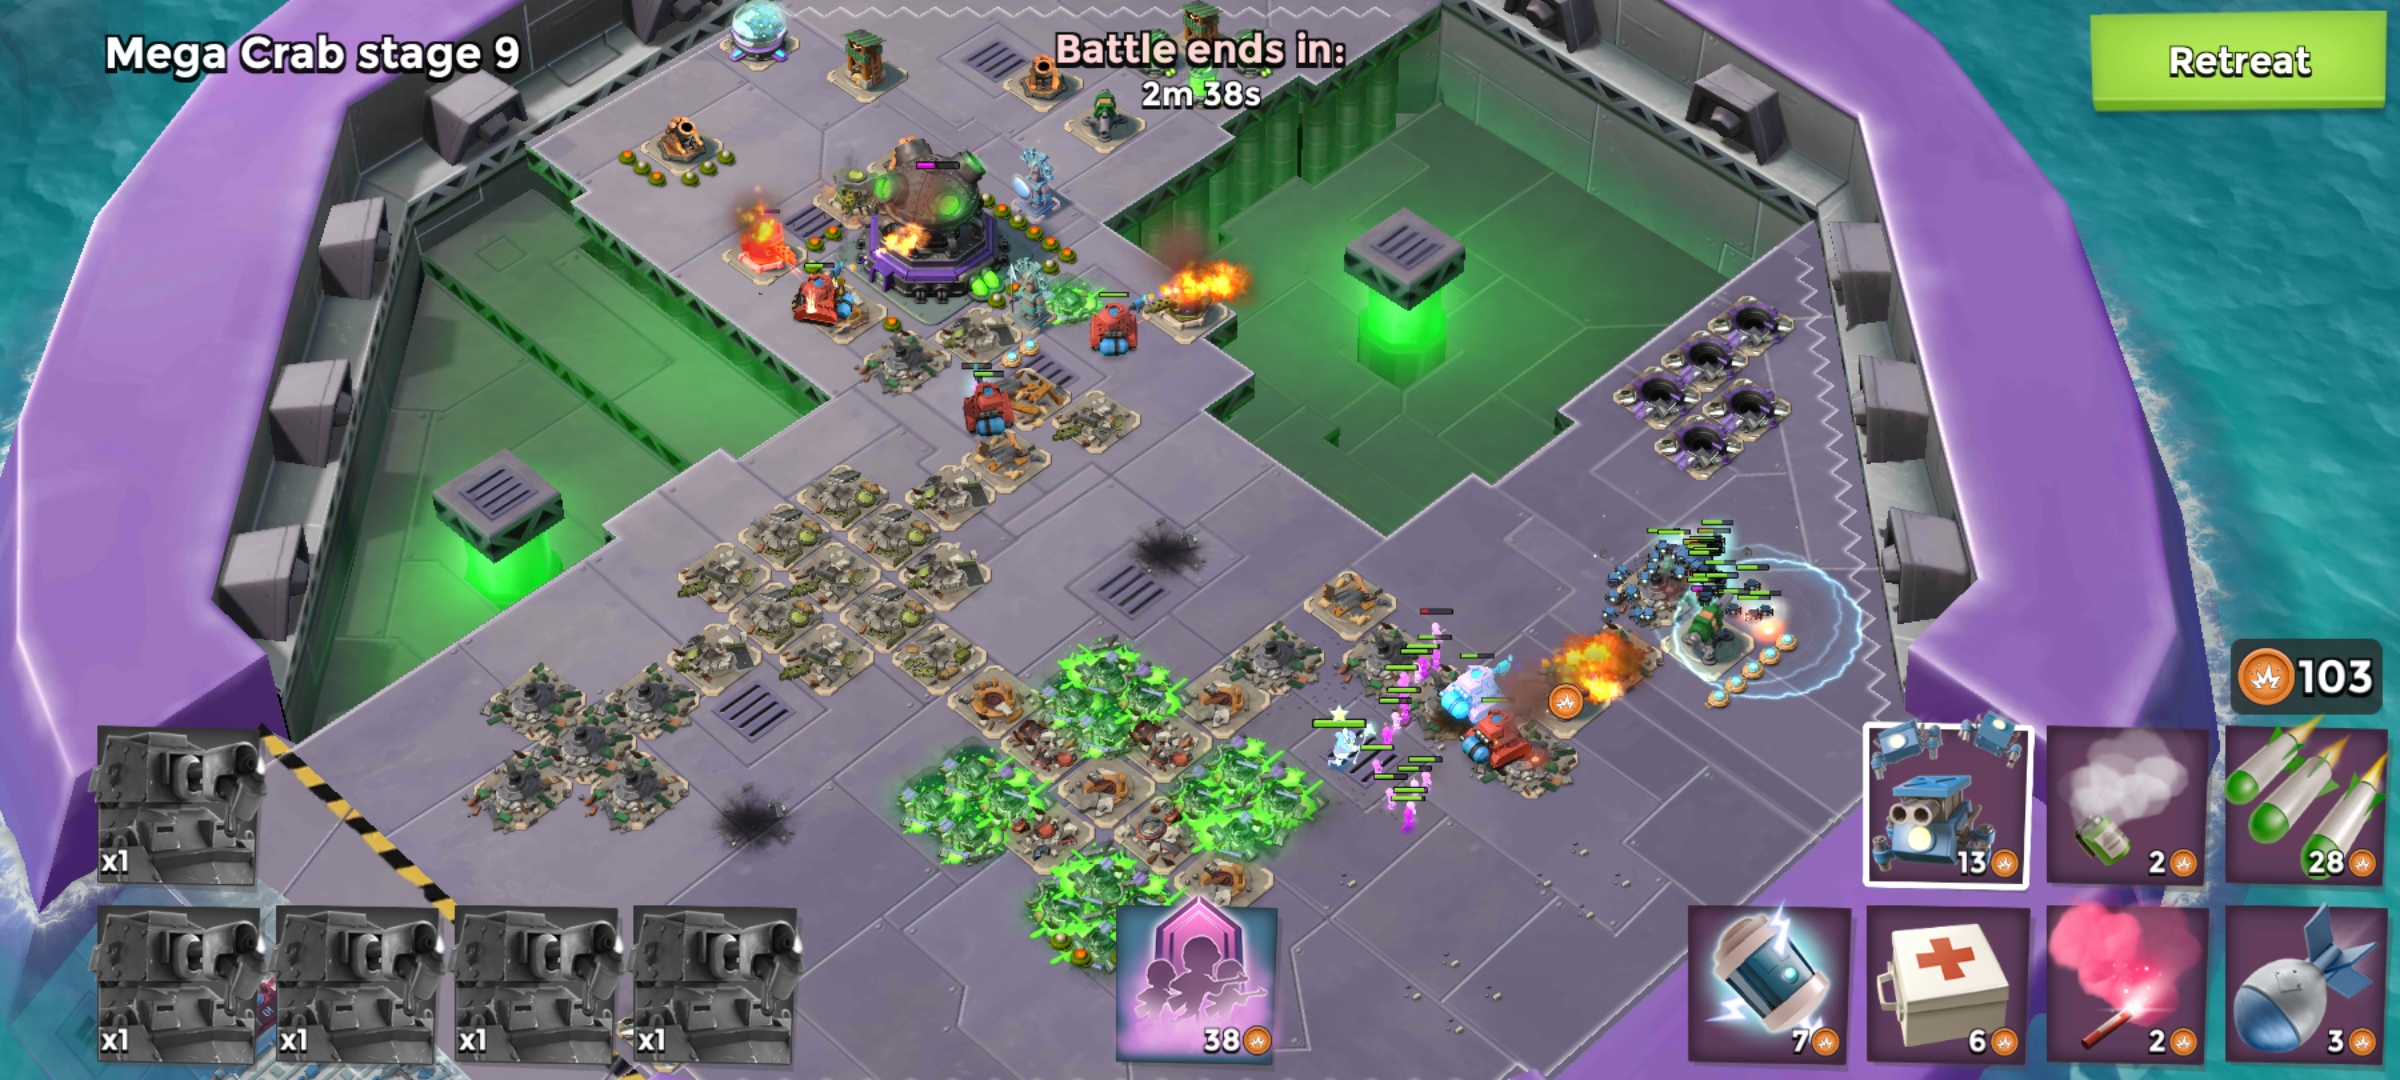 Mega Crab stage 9
Battle ends in:
2m 38s
Retreat
103
x1
13
2
28
x1
x1
x1
x1
38
7
6
2
3